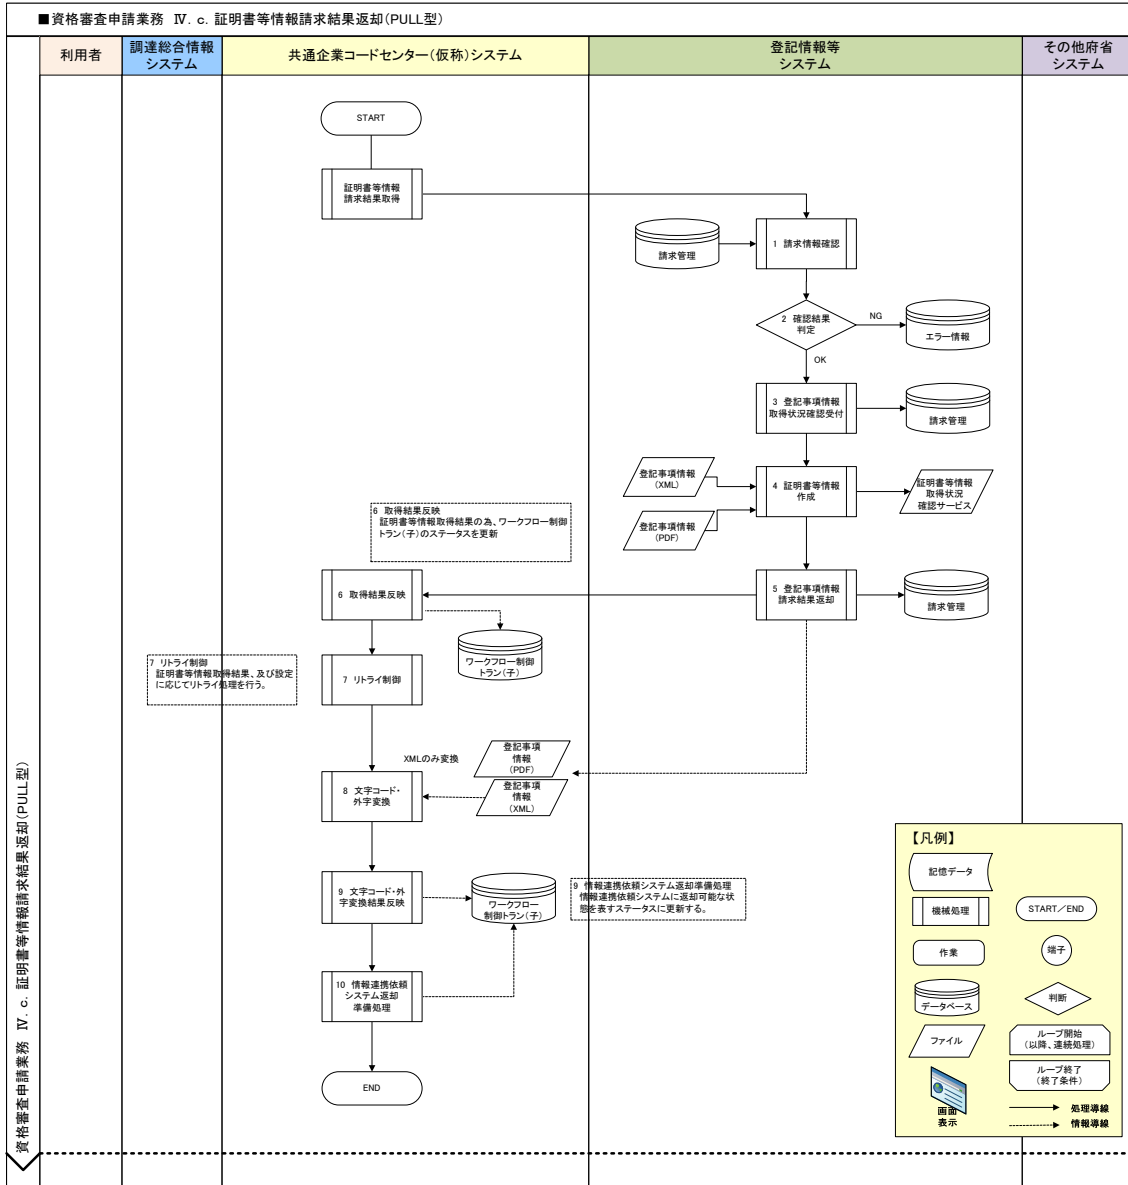 ■資格審査申請業務 Ⅳ．c．証明書等情報請求結果返却(PULL型)
利用者
調達総合情報
システム
共通企業コードセンター(仮称)システム
登記情報等
システム
その他府省
システム
START
証明書等情報
請求結果取得
請求管理
1 請求情報確認
2 確認結果
判定
NG
エラー情報
OK
3 登記事項情報
取得状況確認受付
請求管理
登記事項情報
(XML)
4 証明書等情報
作成
証明書等情報
取得状況
確認サービス
登記事項情報
(PDF)
6 取得結果反映
証明書等情報取得結果の為、ワークフロー制御
トラン(子)のステータスを更新
6 取得結果反映
5 登記事項情報
請求結果返却
請求管理
ワークフロー制御
トラン(子)
7 リトライ制御
証明書等情報取得結果、及び設定
に応じてリトライ処理を行う。
7 リトライ制御
XMLのみ変換
登記事項
情報
(PDF)
8 文字コード・
外字変換
登記事項
情報
(XML)
9 文字コード・外
字変換結果反映
ワークフロー
制御トラン(子)
9 情報連携依頼システム返却準備処理
情報連携依頼システムに返却可能な状
態を表すステータスに更新する。
10 情報連携依頼
システム返却
準備処理
END
【凡例】
記憶データ
機械処理
START／END
作業
端子
データベース
判断
ファイル
ループ開始
(以降、連続処理)
ループ終了
(終了条件)
画面
表示
処理導線
情報導線
資格審査申請業務 Ⅳ．c．証明書等情報請求結果返却(PULL型)